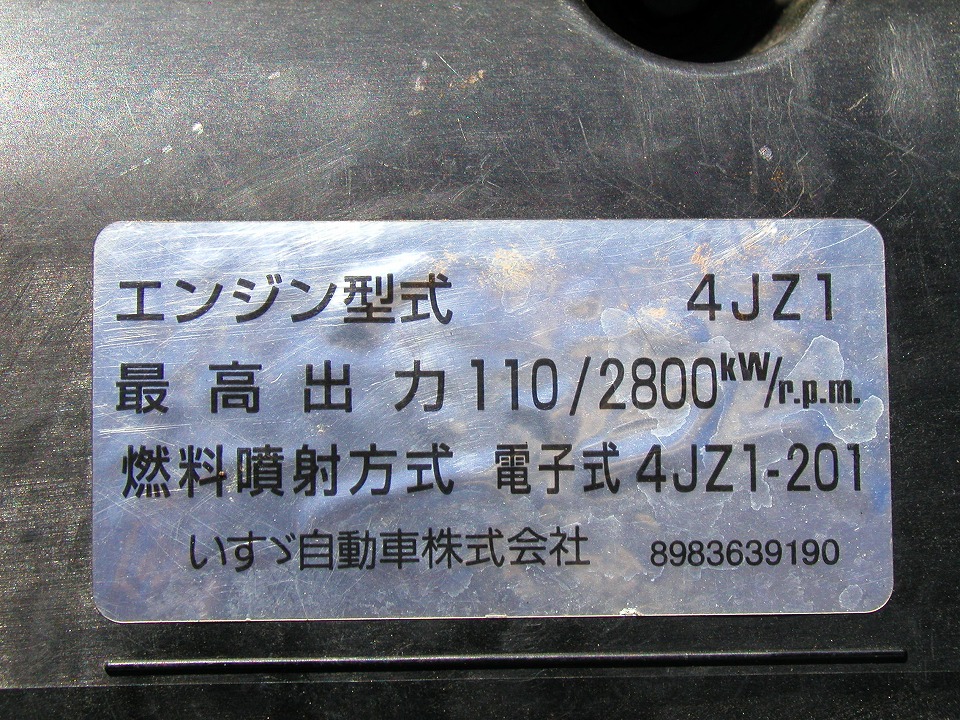 エンジン型式 4JZ1
最高出力 110/2800kW/r.p.m.
燃料噴射方式 電子式 4JZ1-201
いすゞ自動車株式会社 8983639190